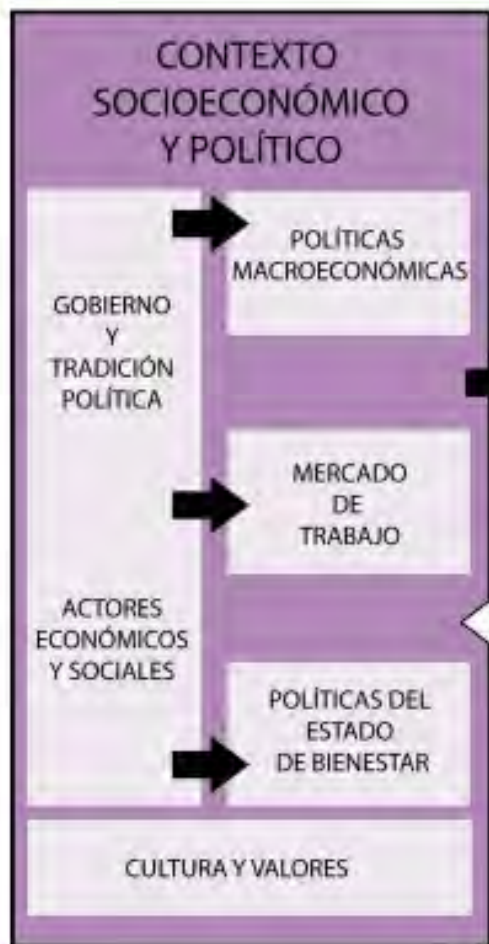 CONTEXTO
SOCIOECONÓMICO
Y POLÍTICO
GOBIERNO
Y
TRADICIÓN
POLÍTICA
ACTORES
ECONÓMICOS
Y SOCIALES
POLÍTICAS
MACROECONÓMICAS
MERCADO
DE
TRABAJO
POLÍTICAS DEL
ESTADO
DE BIENESTAR
CULTURA Y VALORES